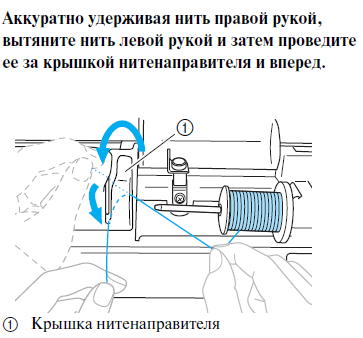 Аккуратно удерживая нить правой рукой,
вытяните нить левой рукой и затем проведите
ее за крышкой нитенаправителя и вперед.
①
① Крышка нитенаправителя